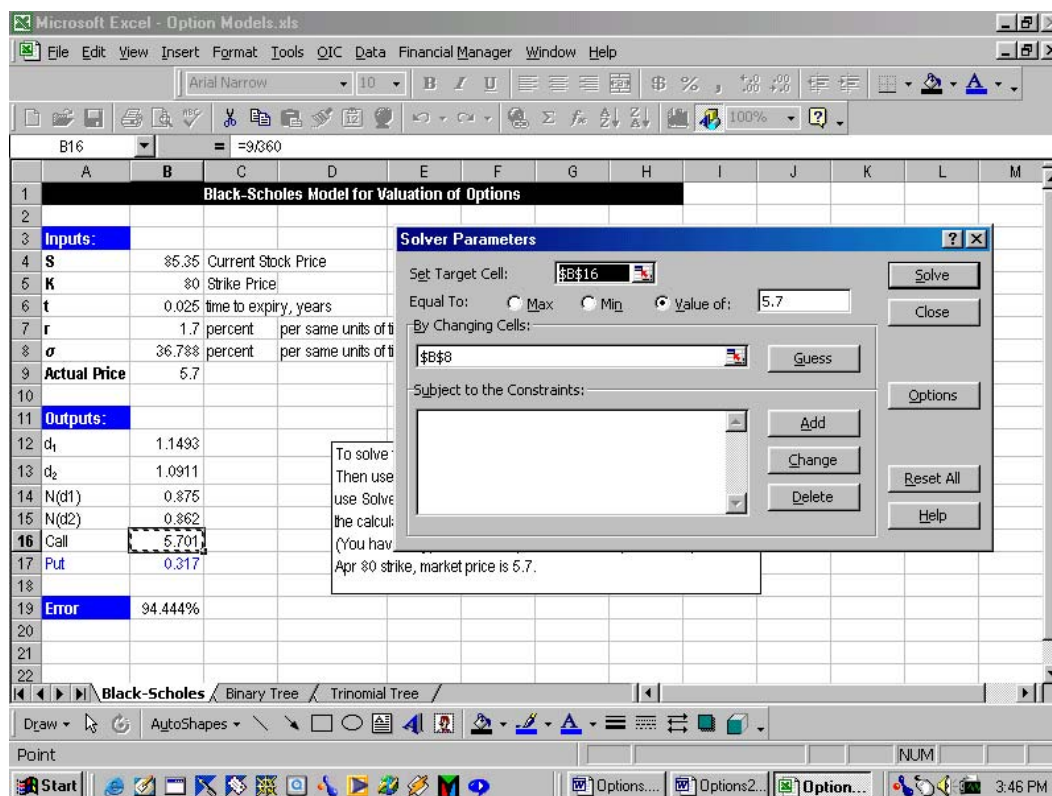 Microsoft Excel - Option Models.xls
File Edit View Insert Format Tools OIC Data Financial Manager Window Help
Arial Narrow 10 B I U $ % ,
100%
B16 = =9/360
A B C D E F G H I J K L M
1 Black-Scholes Model for Valuation of Options
2
3 Inputs:
4 S 85.35 Current Stock Price
5 K 80 Strike Price
6 t 0.025 time to expiry, years
7 r 1.7 percent per same units of ti
8 σ 36.788 percent per same units of ti
9 Actual Price 5.7
10
11 Outputs:
12 d₁ 1.1493
13 d₂ 1.0911
14 N(d1) 0.875
15 N(d2) 0.862
16 Call 5.701
17 Put 0.317
18
19 Error 94.444%
20
21
22
To solve
Then use
use Solve
the calcul
(You hav
Apr 80 strike, market price is 5.7.
Solver Parameters
Set Target Cell: $B$16 Solve
Equal To: Max Min Value of: 5.7 Close
By Changing Cells:
$B$8 Guess
Subject to the Constraints: Options
Add
Change
Delete
Reset All
Help
Black-Scholes Binary Tree Trinomial Tree
Draw AutoShapes
Point NUM
Start Options.... Options2... Option... 3:46 PM